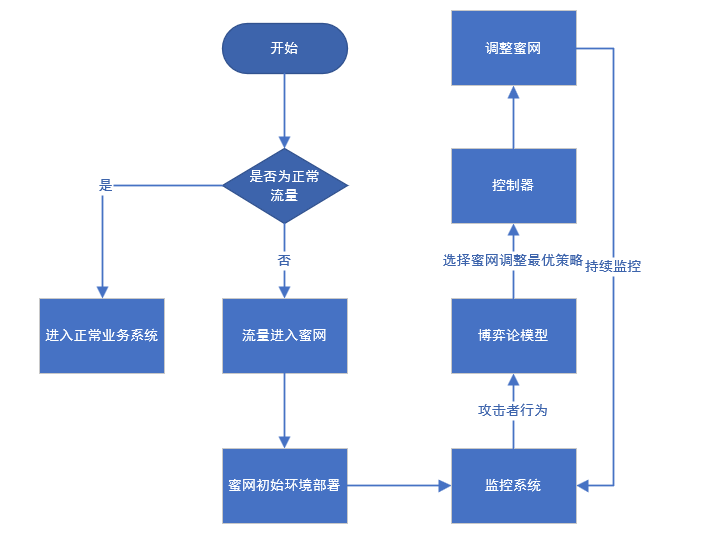 开始
是否为正常
流量
是
否
进入正常业务系统
流量进入蜜网
蜜网初始环境部署
监控系统
攻击者行为
博弈论模型
选择蜜网调整最优策略
控制器
调整蜜网
持续监控